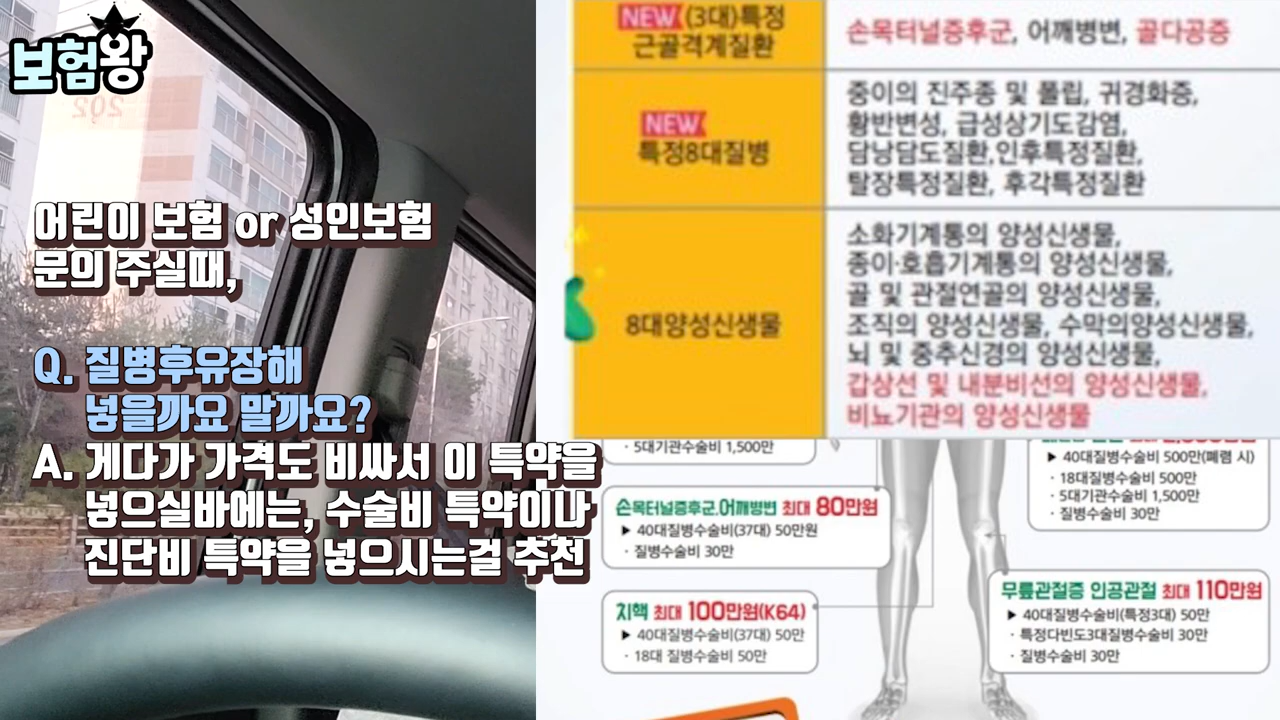 보험왕
202
어린이 보험 or 성인보험
문의 주실때,
Q. 질병후유장해
넣을까요 말까요?
A. 게다가 가격도 비싸서 이 특약을
넣으실바에는, 수술비 특약이나
진단비 특약을 넣으시는걸 추천
NEW (3대)특정
근골격계질환
손목터널증후군, 어깨병변, 골다공증
NEW
특정8대질병
중이의 진주종 및 폴립, 귀경화증,
황반변성, 급성상기도감염,
담낭담도질환,인후특정질환,
탈장특정질환, 후각특정질환
8대양성신생물
소화기계통의 양성신생물,
중이·호흡기계통의 양성신생물,
골 및 관절연골의 양성신생물,
조직의 양성신생물, 수막의양성신생물,
뇌 및 중추신경의 양성신생물,
갑상선 및 내분비선의 양성신생물,
비뇨기관의 양성신생물
· 5대기관수술비 1,500만
손목터널증후군,어깨병변 최대 80만원
▶ 40대질병수술비(37대) 50만원
· 질병수술비 30만
치핵 최대 100만원(K64)
▶ 40대질병수술비(37대) 50만
· 18대 질병수술비 50만
▶ 40대질병수술비 500만(폐렴 시)
· 18대질병수술비 500만
· 5대기관수술비 1,500만
· 질병수술비 30만
무릎관절증 인공관절 최대 110만원
▶ 40대질병수술비(특정3대) 50만
· 특정다빈도3대질병수술비 30만
· 질병수술비 30만